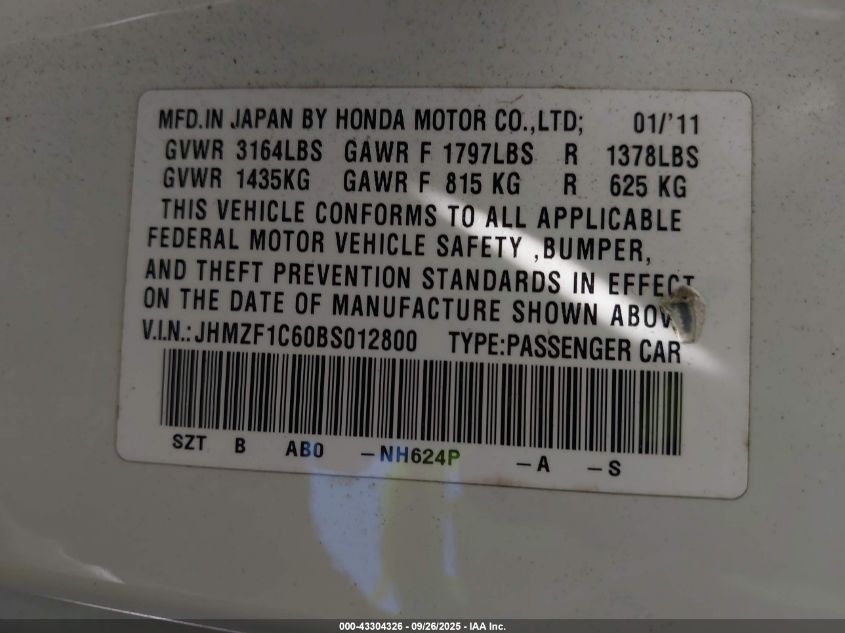 MFD.IN JAPAN BY HONDA MOTOR CO.,LTD; 01/'11
GVWR 3164LBS GAWR F 1797LBS R 1378LBS
GVWR 1435KG GAWR F 815 KG R 625 KG
THIS VEHICLE CONFORMS TO ALL APPLICABLE
FEDERAL MOTOR VEHICLE SAFETY ,BUMPER,
AND THEFT PREVENTION STANDARDS IN EFFECT
ON THE DATE OF MANUFACTURE SHOWN ABOVE
V.I.N.: JHMZF1C60BS012800 TYPE:PASSENGER CAR
SZT B AB0 -NH624P -A -S
000-43304326 - 09/26/2025 - IAA Inc.